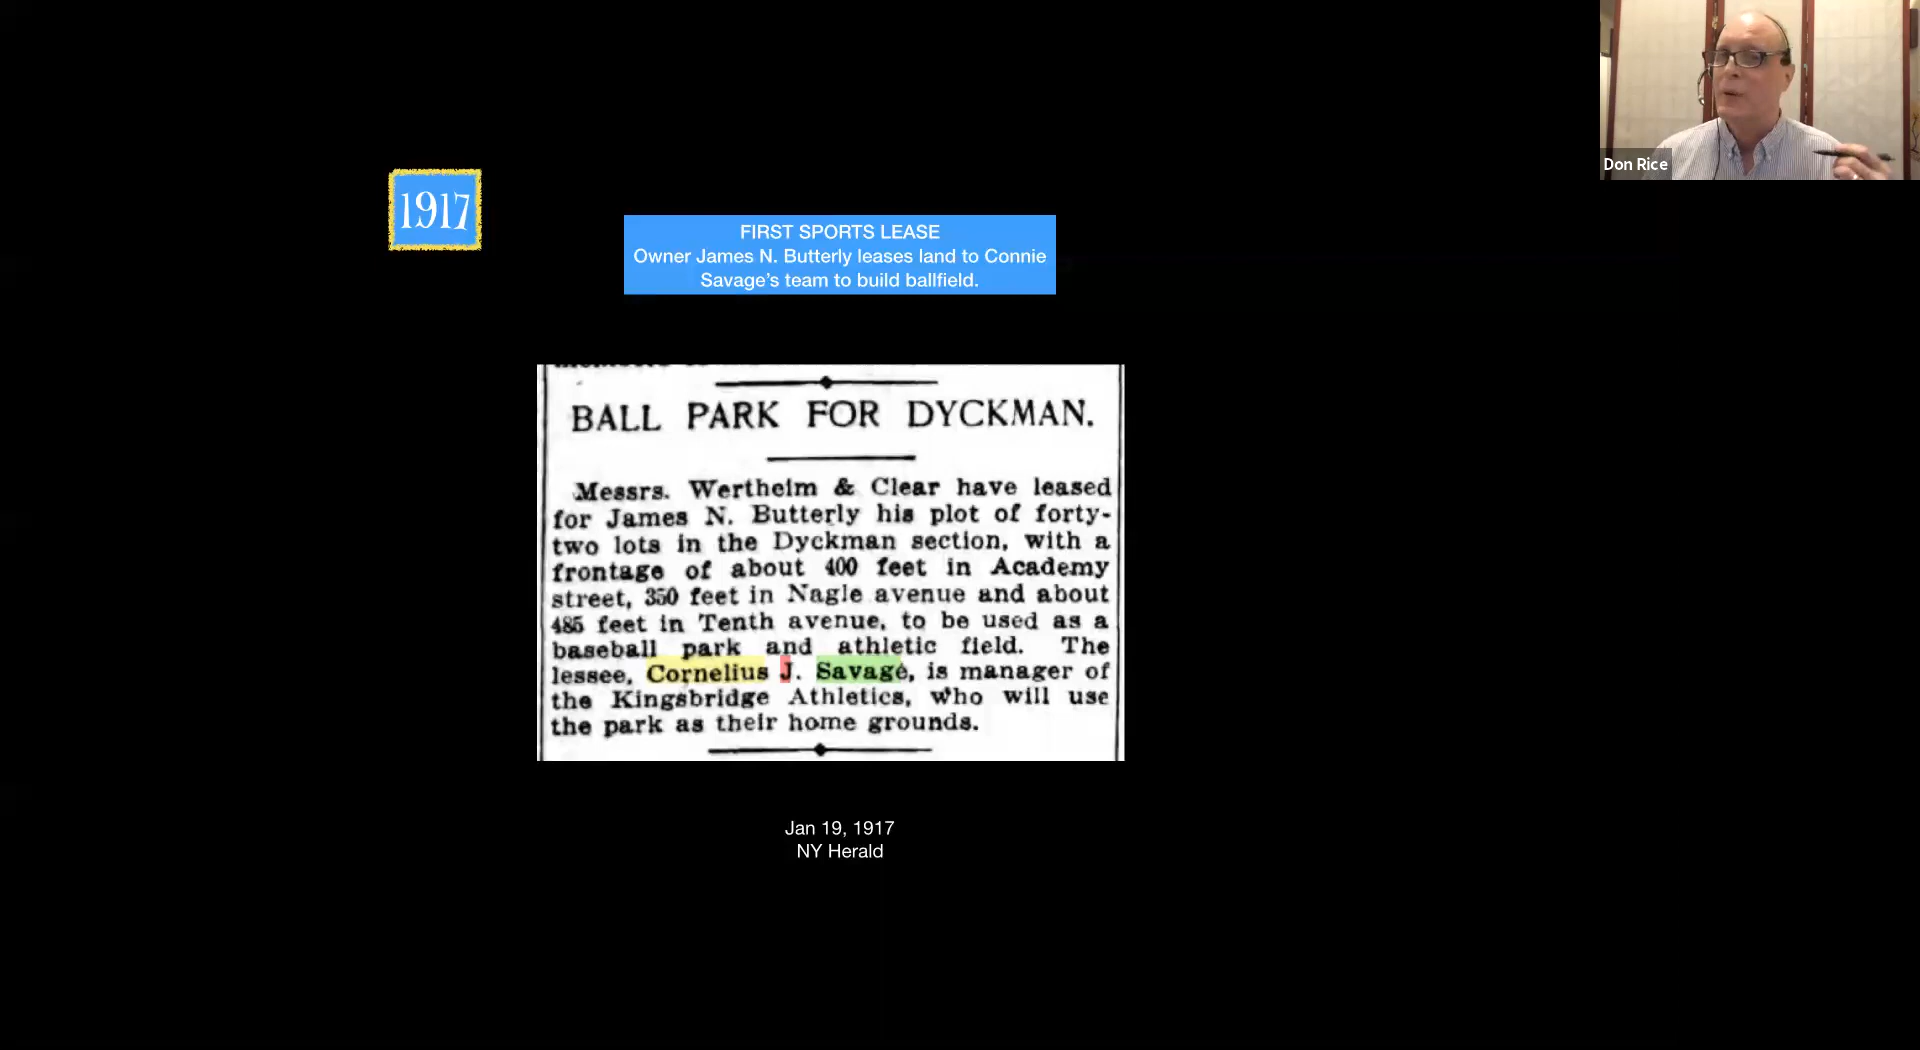 Don Rice
1917
FIRST SPORTS LEASE
Owner James N. Butterly leases land to Connie
Savage’s team to build ballfield.
BALL PARK FOR DYCKMAN.
Messrs. Wertheim & Clear have leased
for James N. Butterly his plot of forty-
two lots in the Dyckman section, with a
frontage of about 400 feet in Academy
street, 350 feet in Nagle avenue and about
485 feet in Tenth avenue, to be used as a
baseball park and athletic field. The
lessee, Cornelius J. Savage, is manager of
the Kingsbridge Athletics, who will use
the park as their home grounds.
Jan 19, 1917
NY Herald